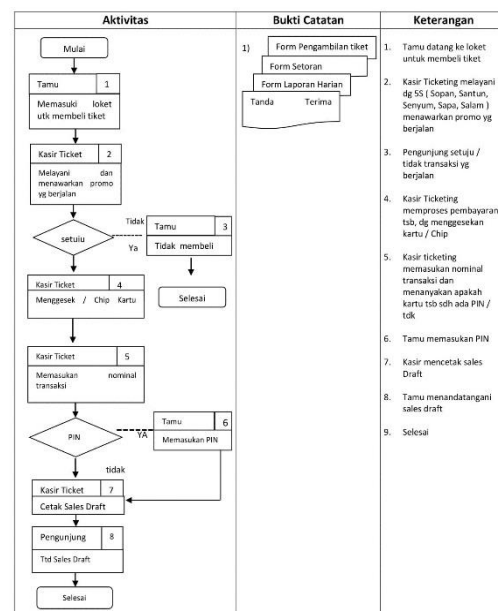 Aktivitas
Bukti Catatan
Keterangan
Mulai
Tamu 1
Memasuki loket
utk membeli tiket
Kasir Ticket 2
Melayani dan
menawarkan promo
yg berjalan
setuiu
Tidak
Ya
Tamu 3
Tidak membeli
Selesai
Kasir Ticket 4
Menggesek / Chip Kartu
Kasir Ticket 5
Memasukan nominal
transaksi
PIN
YA
Tamu 6
Memasukan PIN
tidak
Kasir Ticket 7
Cetak Sales Draft
Pengunjung 8
Ttd Sales Draft
Selesai
1)
Form Pengambilan tiket
Form Setoran
Form Laporan Harian
Tanda Terima
1. Tamu datang ke loket
untuk membeli tiket
2. Kasir Ticketing melayani
dg 5S ( Sopan, Santun,
Senyum, Sapa, Salam )
menawarkan promo yg
berjalan
3. Pengunjung setuju /
tidak transaksi yg
berjalan
4. Kasir Ticketing
memproses pembayaran
tsb, dg menggesekan
kartu / Chip
5. Kasir ticketing
memasukan nominal
transaksi dan
menanyakan apakah
kartu tsb sdh ada PIN /
tdk
6. Tamu memasukan PIN
7. Kasir mencetak sales
Draft
8. Tamu menandatangani
sales draft
9. Selesai